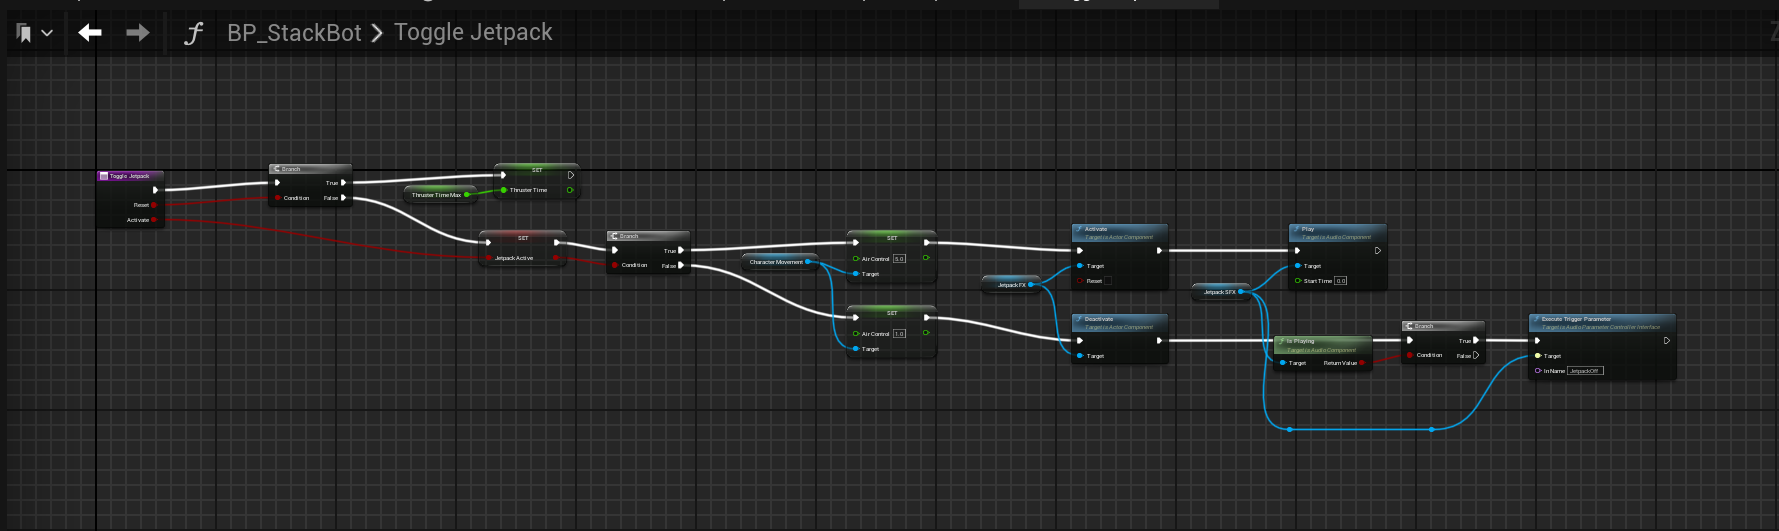 BP_StackBot > Toggle Jetpack
Toggle Jetpack
Reset
Activate
Branch
True
Condition
False
Thruster Time Max
SET
Thruster Time
SET
Jetpack Active
Branch
True
Condition
False
Character Movement
SET
Air Control 5.0
Target
SET
Air Control 1.0
Target
Jetpack FX
Activate
Target is Actor Component
Target
Reset
Deactivate
Target is Actor Component
Target
Jetpack SFX
Play
Target is Audio Component
Target
Start Time 0.0
Is Playing
Target is Audio Component
Target
Return Value
Branch
True
Condition
False
Execute Trigger Parameter
Target is Audio Parameter Controller Interface
Target
In Name JetpackOff